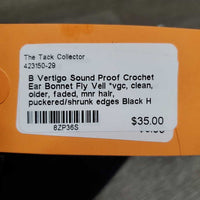 The Tack Collector
423150-29
B Vertigo Sound Proof Crochet
Ear Bonnet Fly Veil *vgc, clean,
older, faded, mnr hair,
puckered/shrunk edges Black H
$35.00
8ZP36S